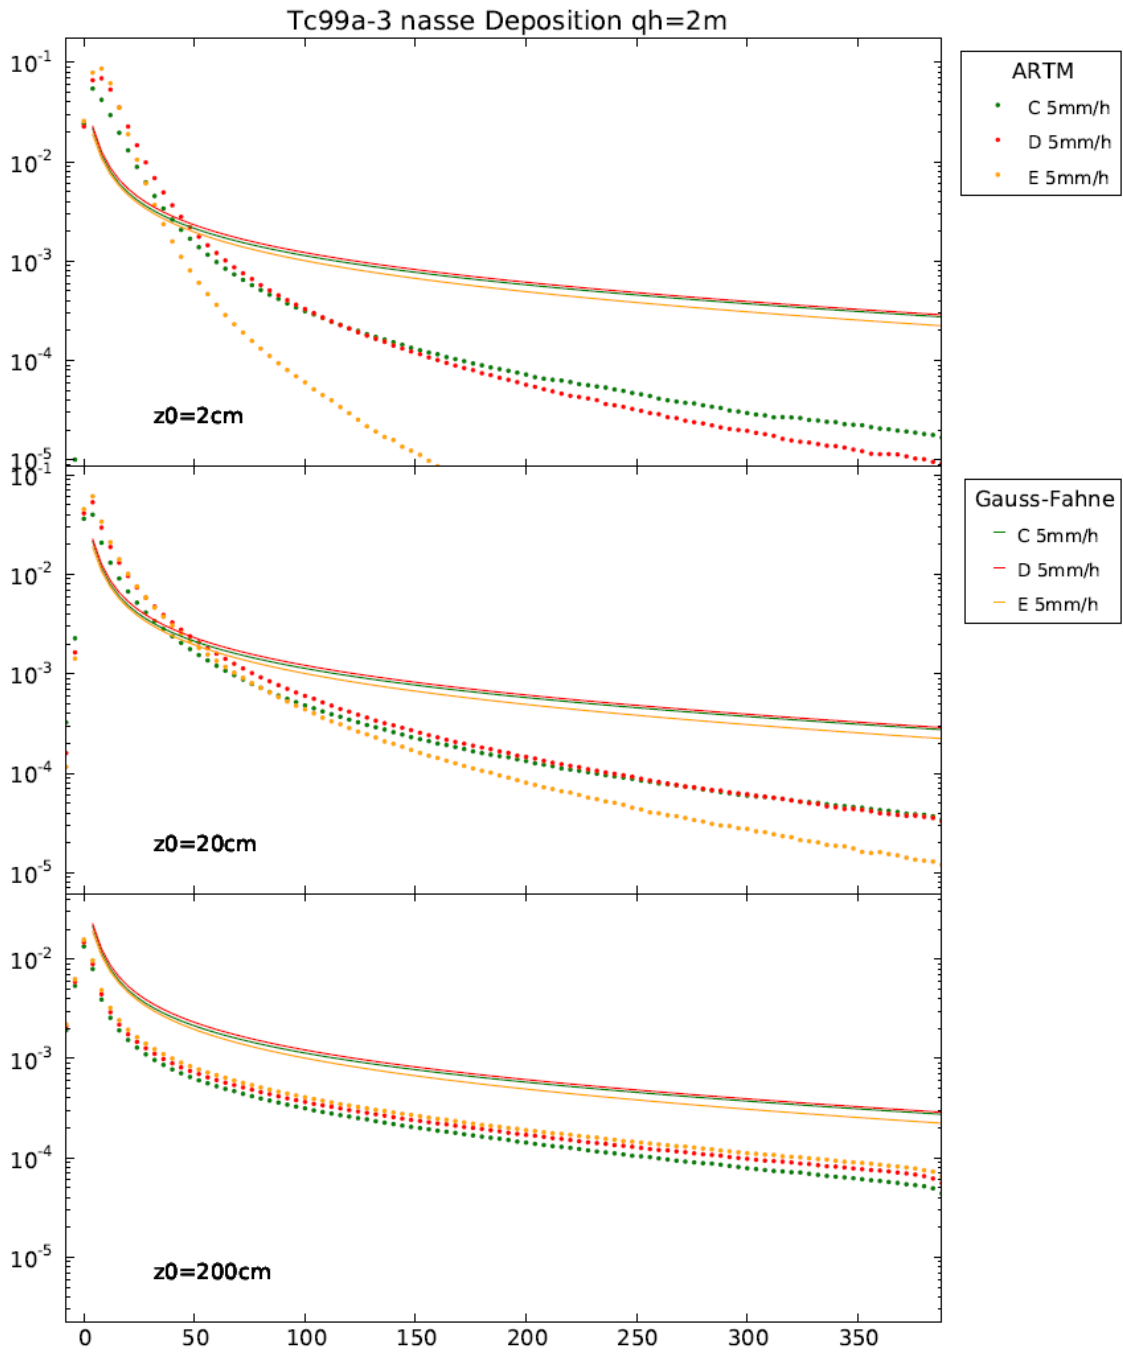 Tc99a-3 nasse Deposition qh=2m
10-1
10-2
10-3
10-4
10-5
z0=2cm
ARTM
C 5mm/h
D 5mm/h
E 5mm/h
10-1
10-2
10-3
10-4
10-5
z0=20cm
Gauss-Fahne
C 5mm/h
D 5mm/h
E 5mm/h
10-2
10-3
10-4
10-5
z0=200cm
0 50 100 150 200 250 300 350